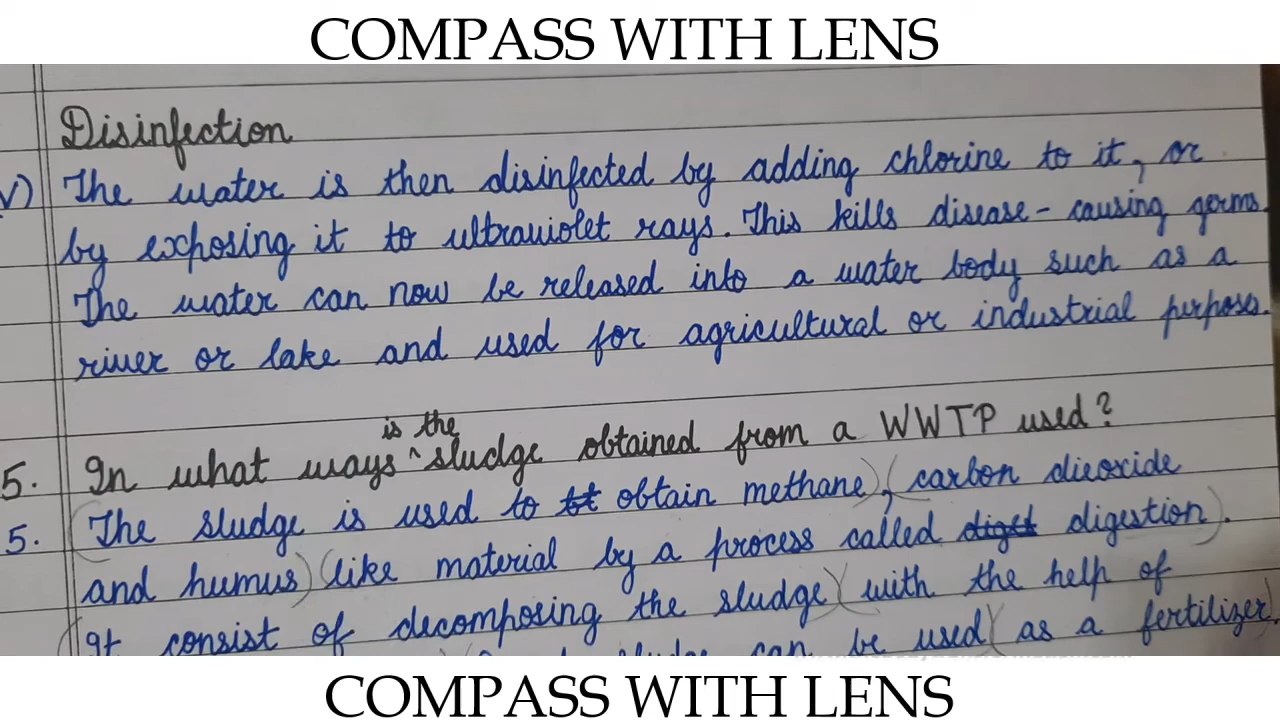 COMPASS WITH LENS
Disinfection
V) The water is then disinfected by adding chlorine to it, or
by exposing it to ultraviolet rays. This kills disease - causing germs.
The water can now be released into a water body such as a
river or lake and used for agricultural or industrial perposes.
is the
5. In what ways ^ sludge obtained from a WWTP used?
5. (The sludge is used to obtain methane), (carbon dieoxide
and humus) (like material by a process called digestion).
(It consist of decomposing the sludge) (with the help of
sludge can be used) (as a fertilizer)
COMPASS WITH LENS